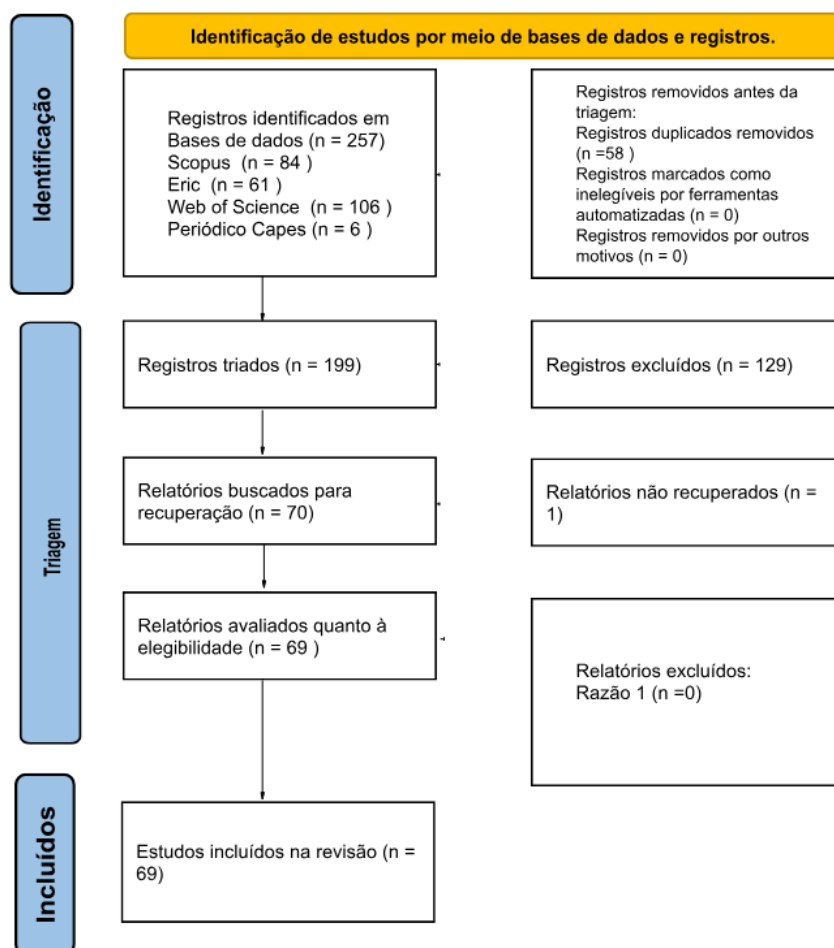 Identificação de estudos por meio de bases de dados e registros.
Identificação
Registros identificados em
Bases de dados (n = 257)
Scopus (n = 84 )
Eric (n = 61 )
Web of Science (n = 106 )
Periódico Capes (n = 6 )
Registros removidos antes da
triagem:
Registros duplicados removidos
(n =58 )
Registros marcados como
inelegíveis por ferramentas
automatizadas (n = 0)
Registros removidos por outros
motivos (n = 0)
Triagem
Registros triados (n = 199)
Registros excluídos (n = 129)
Relatórios buscados para
recuperação (n = 70)
Relatórios não recuperados (n =
1)
Relatórios avaliados quanto à
elegibilidade (n = 69 )
Relatórios excluídos:
Razão 1 (n =0)
Incluídos
Estudos incluídos na revisão (n =
69)